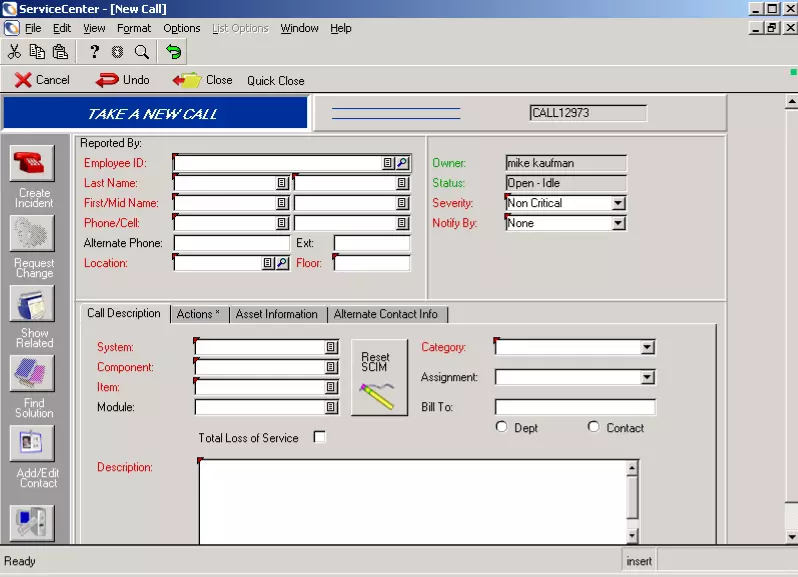 ServiceCenter - [New Call]
File Edit View Format Options List Options Window Help
Cancel Undo Close Quick Close
TAKE A NEW CALL
CALL12973
Create
Incident
Request
Change
Show
Related
Find
Solution
Add/Edit
Contact
Reported By:
Employee ID:
Last Name:
First/Mid Name:
Phone/Cell:
Alternate Phone: Ext:
Location: Floor:
Owner: mike kaufman
Status: Open - Idle
Severity: Non Critical
Notify By: None
Call Description Actions * Asset Information Alternate Contact Info
System:
Component:
Item:
Module:
Reset
SCIM
Category:
Assignment:
Bill To:
Dept Contact
Total Loss of Service
Description:
Ready insert